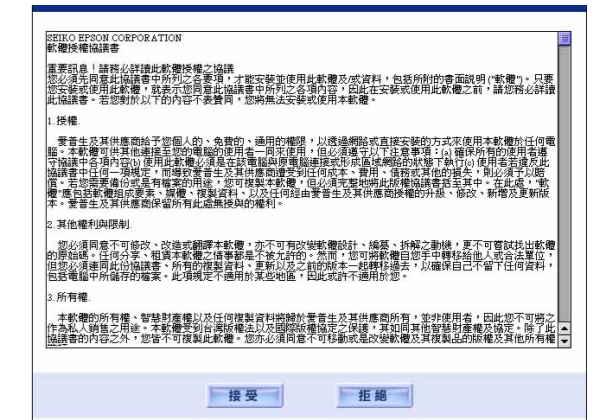 SEIKO EPSON CORPORATION
軟體授權協議書
重要訊息！請務必詳讀此軟體授權之協議
您必須先同意此協議書中所列之各要項，才能安裝並使用此軟體及/或資料，包括所附的書面說明("軟體")。只要
您安裝或使用此軟體，就表示您同意此協議書中所列之各項內容，因此在安裝或使用此軟體之前，請您務必詳讀
此協議書。若您對於以下的內容不表贊同，您將無法安裝或使用本軟體。
1.授權.
愛普生及其供應商給予您個人的、免費的、通用的權限，以透過網路或直接安裝的方式來使用本軟體於任何電
腦。本軟體可供其他連接至您的電腦的使用者一同來使用，但必須遵守以下注意事項：(a) 確保所有的使用者遵
守協議中各項內容(b) 使用此軟體必須是在該電腦與原電腦連接或形成區域網路的狀態下執行(c) 使用者若違反此
協議書中任何一項規定，而導致愛普生及其供應商遭受到任何成本、費用、債務或其他的損失，則必須予以賠
償。若您需要備份或是有檔案的用途，您可複製本軟體，但必須完整地將此版權協議書括至其中。在此處，"軟
體"應包括軟體組成要素、媒體、複製資料、以及任何經由愛普生及其供應商授權的升級、修改、新增及更新版
本。愛普生及其供應商保留所有此處無授與的權利。
2.其他權利與限制.
您必須同意不可修改、改造或翻譯本軟體，亦不可有改變軟體設計、編纂、拆解之動機，更不可嘗試找出軟體
的原始碼。任何分享、租賃本軟體之情事都是不被允許的。然而，您可將軟體自您手中轉移給他人或合法單位，
但您必須連同此份協議書、所有的複製資料、更新以及之前的版本一起轉移過去，以確保自己不留下任何資料，
包括電腦中所儲存的檔案。此項規定不適用於某些地區，因此或許不適用於您。
3.所有權.
本軟體的所有權、智慧財產權以及任何複製資料將歸於愛普生及其供應商所有，並非使用者，因此您不可將之
作為私人銷售之用途。本軟體受到台灣版權法以及國際版權協定之保護，其如同其他智慧財產權及協定。除了此
協議書的內容之外，您皆不可複製此軟體。您亦必須同意不可移動或是改變軟體及其複製品的版權及其他所有權
接受
拒絕